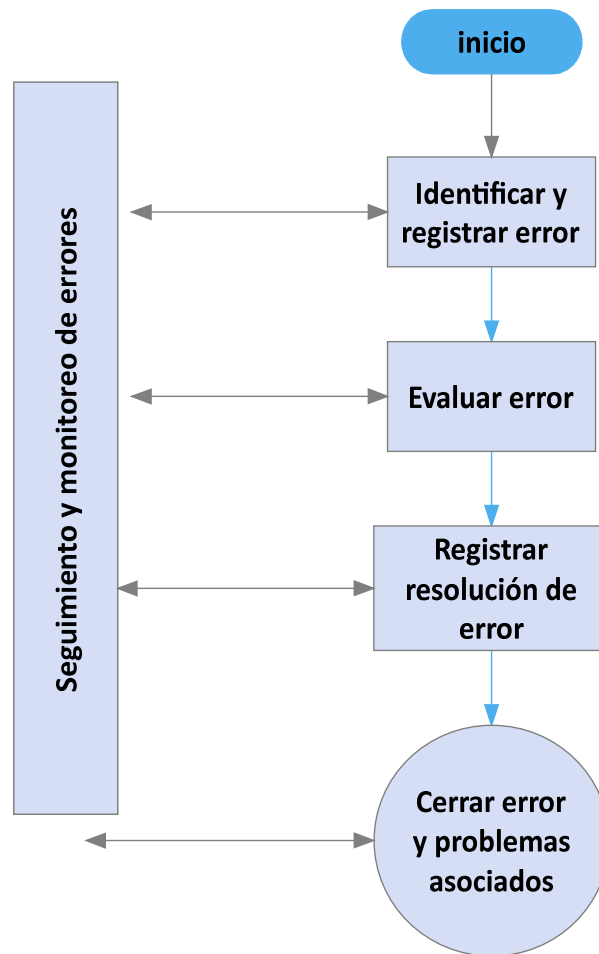 inicio
Identificar y
registrar error
Evaluar error
Registrar
resolución de
error
Cerrar error
y problemas
asociados
Seguimiento y monitoreo de errores